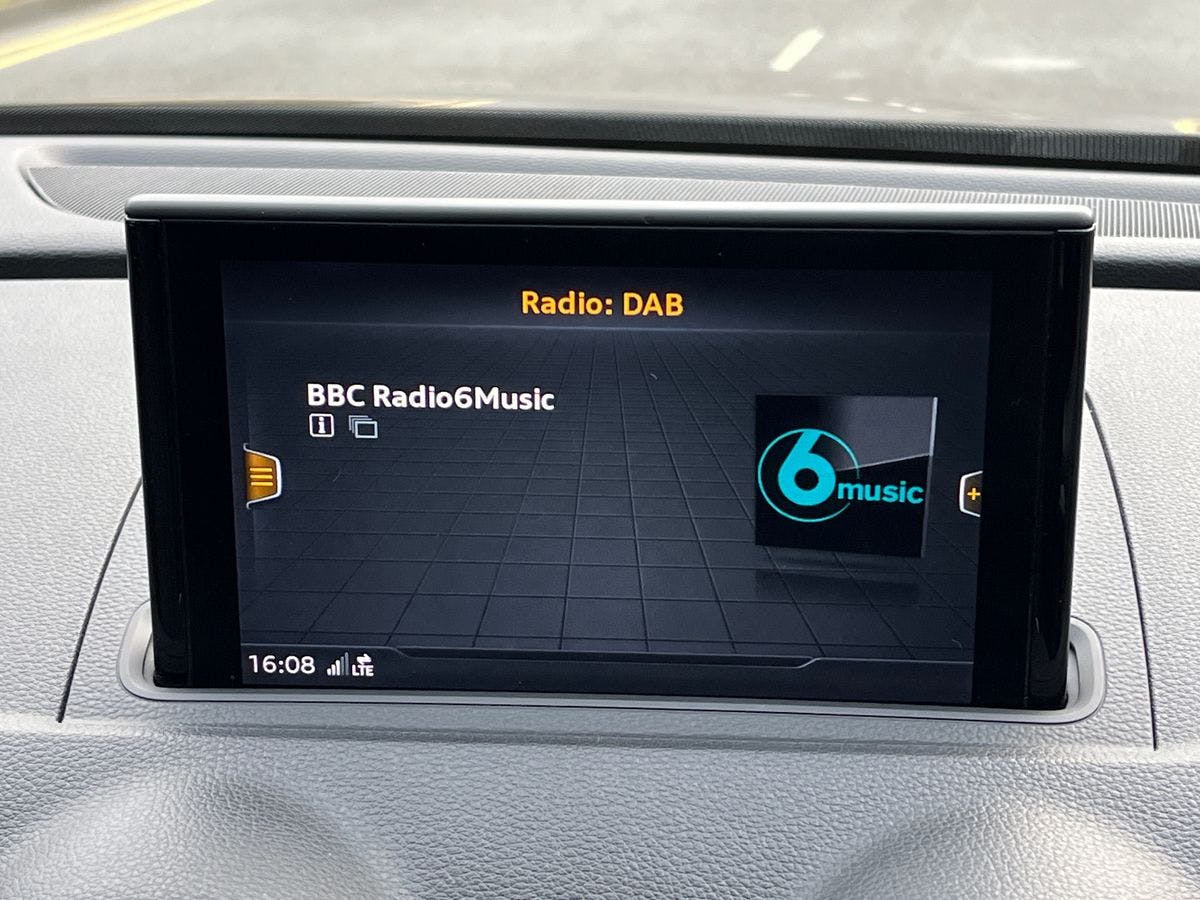 Radio: DAB
BBC Radio6Music
6music
16:08 LTE